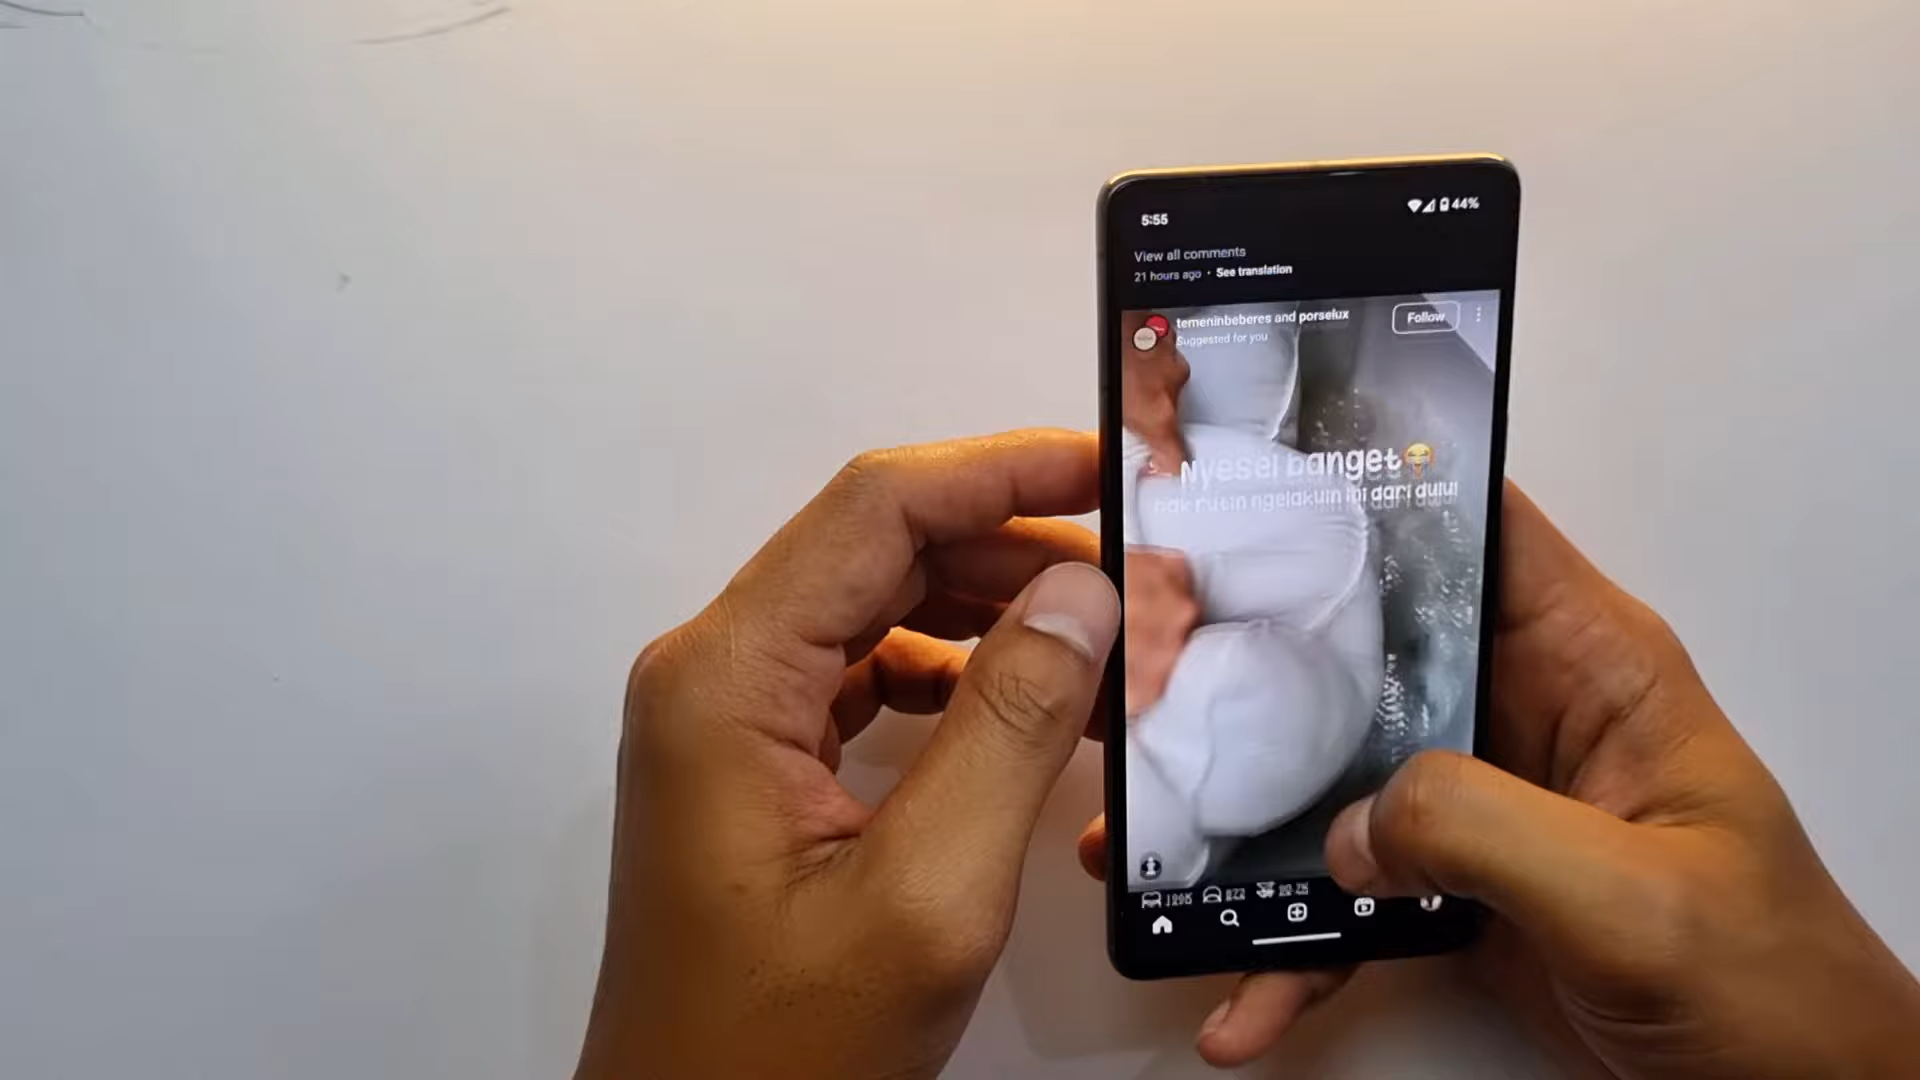 5:55
44%
View all comments
21 hours ago • See translation
temeninbeberes and porselux
Follow
Suggested for you
Nyesel banget😭
ngelakuin ini dari dulu!